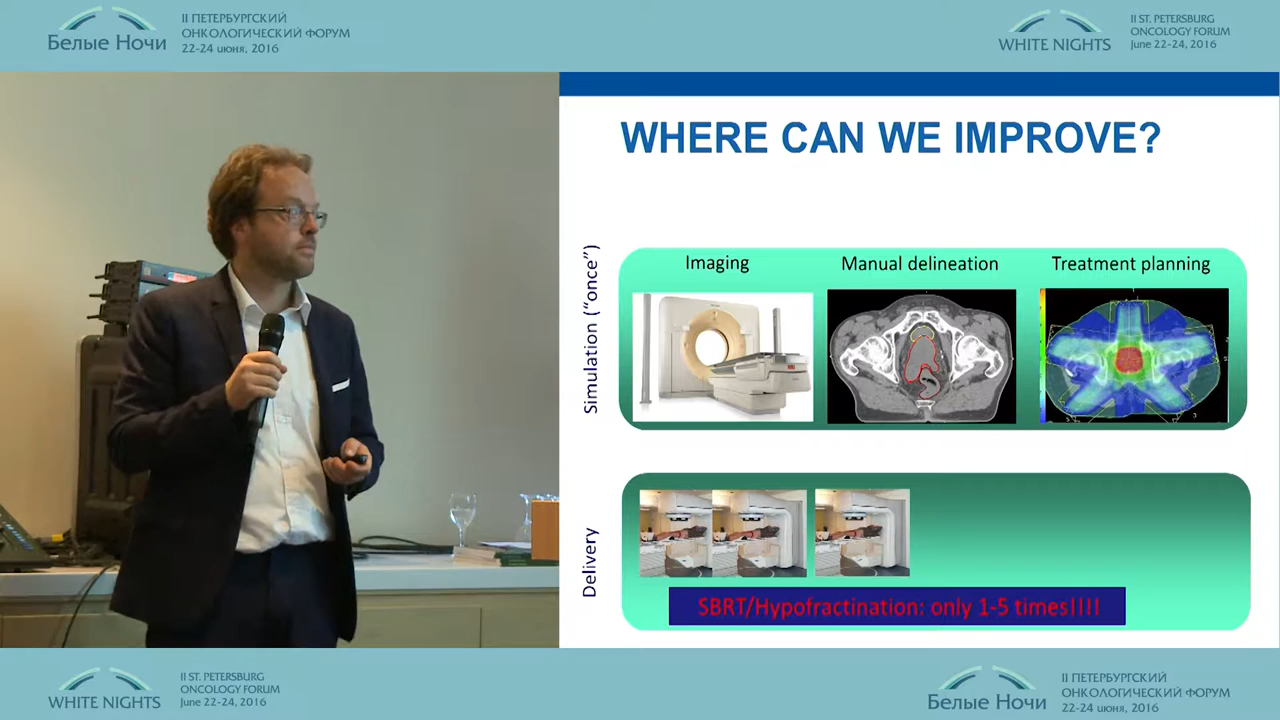 Белые Ночи
II ПЕТЕРБУРГСКИЙ
ОНКОЛОГИЧЕСКИЙ ФОРУМ
22-24 июня, 2016
WHITE NIGHTS
II ST. PETERSBURG
ONCOLOGY FORUM
June 22-24, 2016
WHERE CAN WE IMPROVE?
Simulation ("once")
Imaging
Manual delineation
Treatment planning
Delivery
SBRT/Hypofractination: only 1-5 times!!!!
WHITE NIGHTS
II ST. PETERSBURG
ONCOLOGY FORUM
June 22-24, 2016
Белые Ночи
II ПЕТЕРБУРГСКИЙ
ОНКОЛОГИЧЕСКИЙ ФОРУМ
22-24 июня, 2016